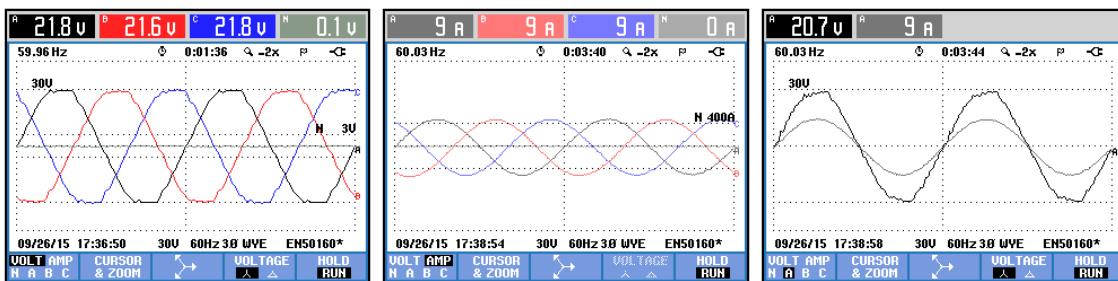 A 21.8 V B 21.6 V C 21.8 V N 0.1 V
59.96 Hz 0:01:36 -2x
30V
C
N 3V
A
B
09/26/15 17:36:50 30V 60Hz 3Ø WYE EN50160*
VOLT AMP CURSOR VOLTAGE HOLD
N A B C & ZOOM RUN
A 9 A B 9 A C 9 A N 0 A
60.03 Hz 0:03:40 -2x
N 400A
C
A
B
09/26/15 17:38:54 30V 60Hz 3Ø WYE EN50160*
VOLT AMP CURSOR VOLTAGE HOLD
N A B C & ZOOM RUN
A 20.7 V A 9 A
60.03 Hz 0:03:44 -2x
30V
A
09/26/15 17:38:58 30V 60Hz 3Ø WYE EN50160*
VOLT AMP CURSOR VOLTAGE HOLD
N A B C & ZOOM RUN